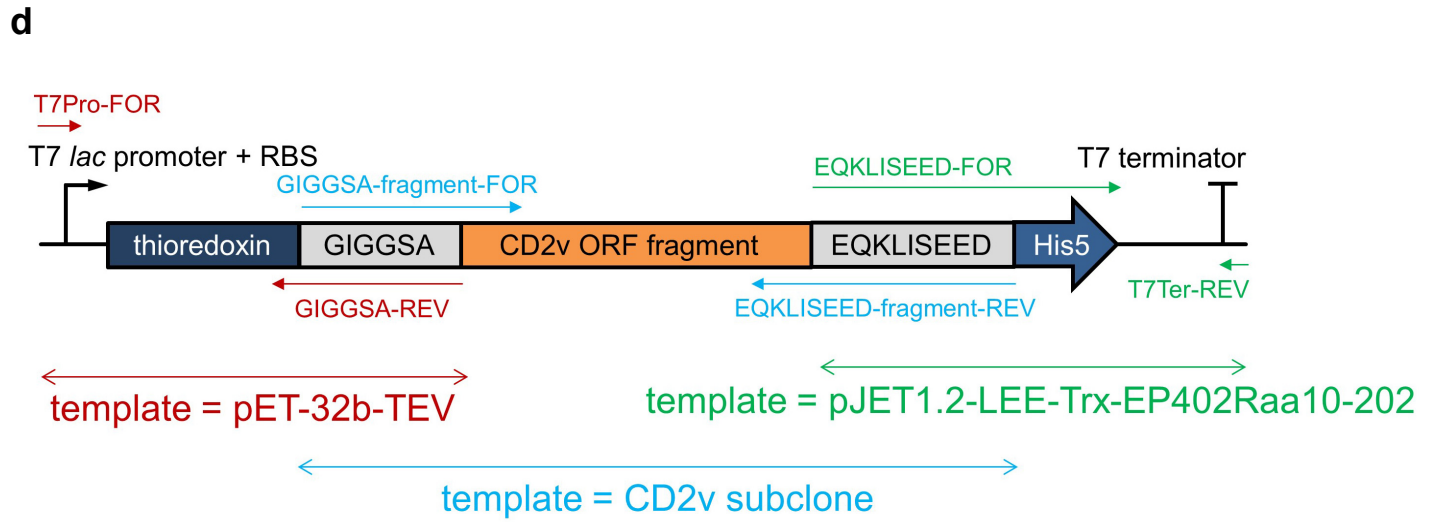 d
T7Pro-FOR
T7 lac promoter + RBS
T7 terminator
EQKLISEED-FOR
GIGGSA-fragment-FOR
thioredoxin
GIGGSA
CD2v ORF fragment
EQKLISEED
His5
GIGGSA-REV
EQKLISEED-fragment-REV
T7Ter-REV
template = pET-32b-TEV
template = pJET1.2-LEE-Trx-EP402Raa10-202
template = CD2v subclone